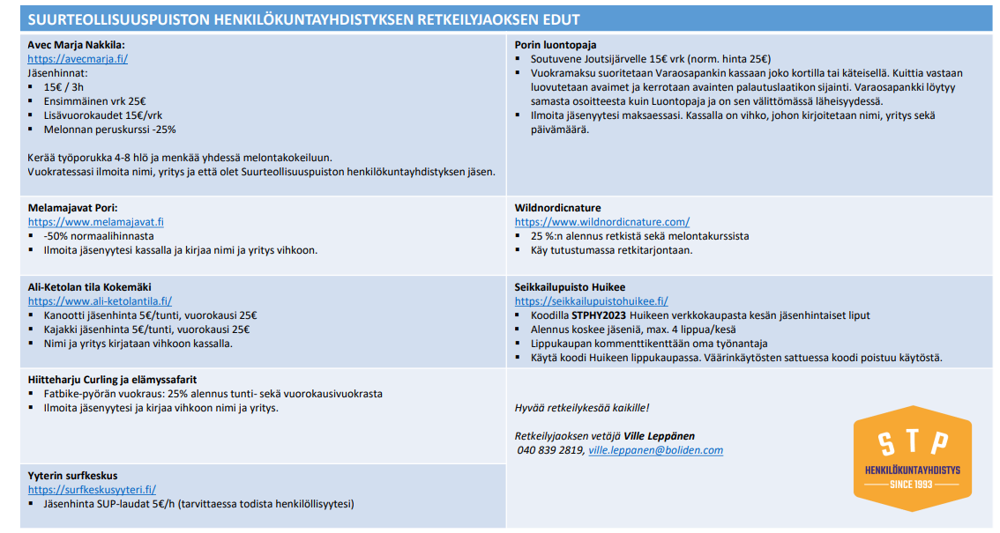 SUURTEOLLISUUSPUISTON HENKILÖKUNTAYHDISTYKSEN RETKEILYJAOKSEN EDUT
Avec Marja Nakkila:
https://avecmarja.fi/
Jäsenhinnat:
▪ 15€ / 3h
▪ Ensimmäinen vrk 25€
▪ Lisävuorokaudet 15€/vrk
▪ Melonnan peruskurssi -25%
Kerää työporukka 4-8 hlö ja menkää yhdessä melontakokeiluun.
Vuokratessasi ilmoita nimi, yritys ja että olet Suurteollisuuspuiston henkilökuntayhdistyksen jäsen.
Porin luontopaja
▪ Soutuvene Joutsijärvelle 15€ vrk (norm. hinta 25€)
▪ Vuokramaksu suoritetaan Varaosapankin kassaan joko kortilla tai käteisellä. Kuittia vastaan
luovutetaan avaimet ja kerrotaan avainten palautuslaatikon sijainti. Varaosapankki löytyy
samasta osoitteesta kuin Luontopaja ja on sen välittömässä läheisyydessä.
▪ Ilmoita jäsenyytesi maksaessasi. Kassalla on vihko, johon kirjoitetaan nimi, yritys sekä
päivämäärä.
Melamajavat Pori:
https://www.melamajavat.fi
▪ -50% normaalihinnasta
▪ Ilmoita jäsenyytesi kassalla ja kirjaa nimi ja yritys vihkoon.
Wildnordicnature
https://www.wildnordicnature.com/
▪ 25 %:n alennus retkistä sekä melontakurssista
▪ Käy tutustumassa retkitarjontaan.
Ali-Ketolan tila Kokemäki
https://www.ali-ketolantila.fi/
▪ Kanootti jäsenhinta 5€/tunti, vuorokausi 25€
▪ Kajakki jäsenhinta 5€/tunti, vuorokausi 25€
▪ Nimi ja yritys kirjataan vihkoon kassalla.
Seikkailupuisto Huikee
https://seikkailupuistohuikee.fi/
▪ Koodilla STPHY2023 Huikeen verkkokaupasta kesän jäsenhintaiset liput
▪ Alennus koskee jäseniä, max. 4 lippua/kesä
▪ Lippukaupan kommenttikenttään oma työnantaja
▪ Käytä koodi Huikeen lippukaupassa. Väärinkäytösten sattuessa koodi poistuu käytöstä.
Hiitteharju Curling ja elämyssafarit
▪ Fatbike-pyörän vuokraus: 25% alennus tunti- sekä vuorokausivuokrasta
▪ Ilmoita jäsenyytesi ja kirjaa vihkoon nimi ja yritys.
Yyterin surfkeskus
https://surfkeskusyyteri.fi/
▪ Jäsenhinta SUP-laudat 5€/h (tarvittaessa todista henkilöllisyytesi)
Hyvää retkeilykesää kaikille!
Retkeilyjaoksen vetäjä Ville Leppänen
040 839 2819, ville.leppanen@boliden.com
STP
HENKILÖKUNTAYHDISTYS
SINCE 1993